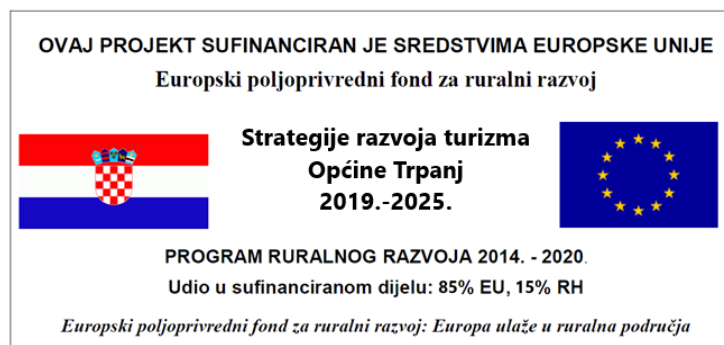 OVAJ PROJEKT SUFINANCIRAN JE SREDSTVIMA EUROPSKE UNIJE
Europski poljoprivredni fond za ruralni razvoj
Strategije razvoja turizma
Općine Trpanj
2019.-2025.
PROGRAM RURALNOG RAZVOJA 2014. - 2020.
Udio u sufinanciranom dijelu: 85% EU, 15% RH
Europski poljoprivredni fond za ruralni razvoj: Europa ulaže u ruralna područja